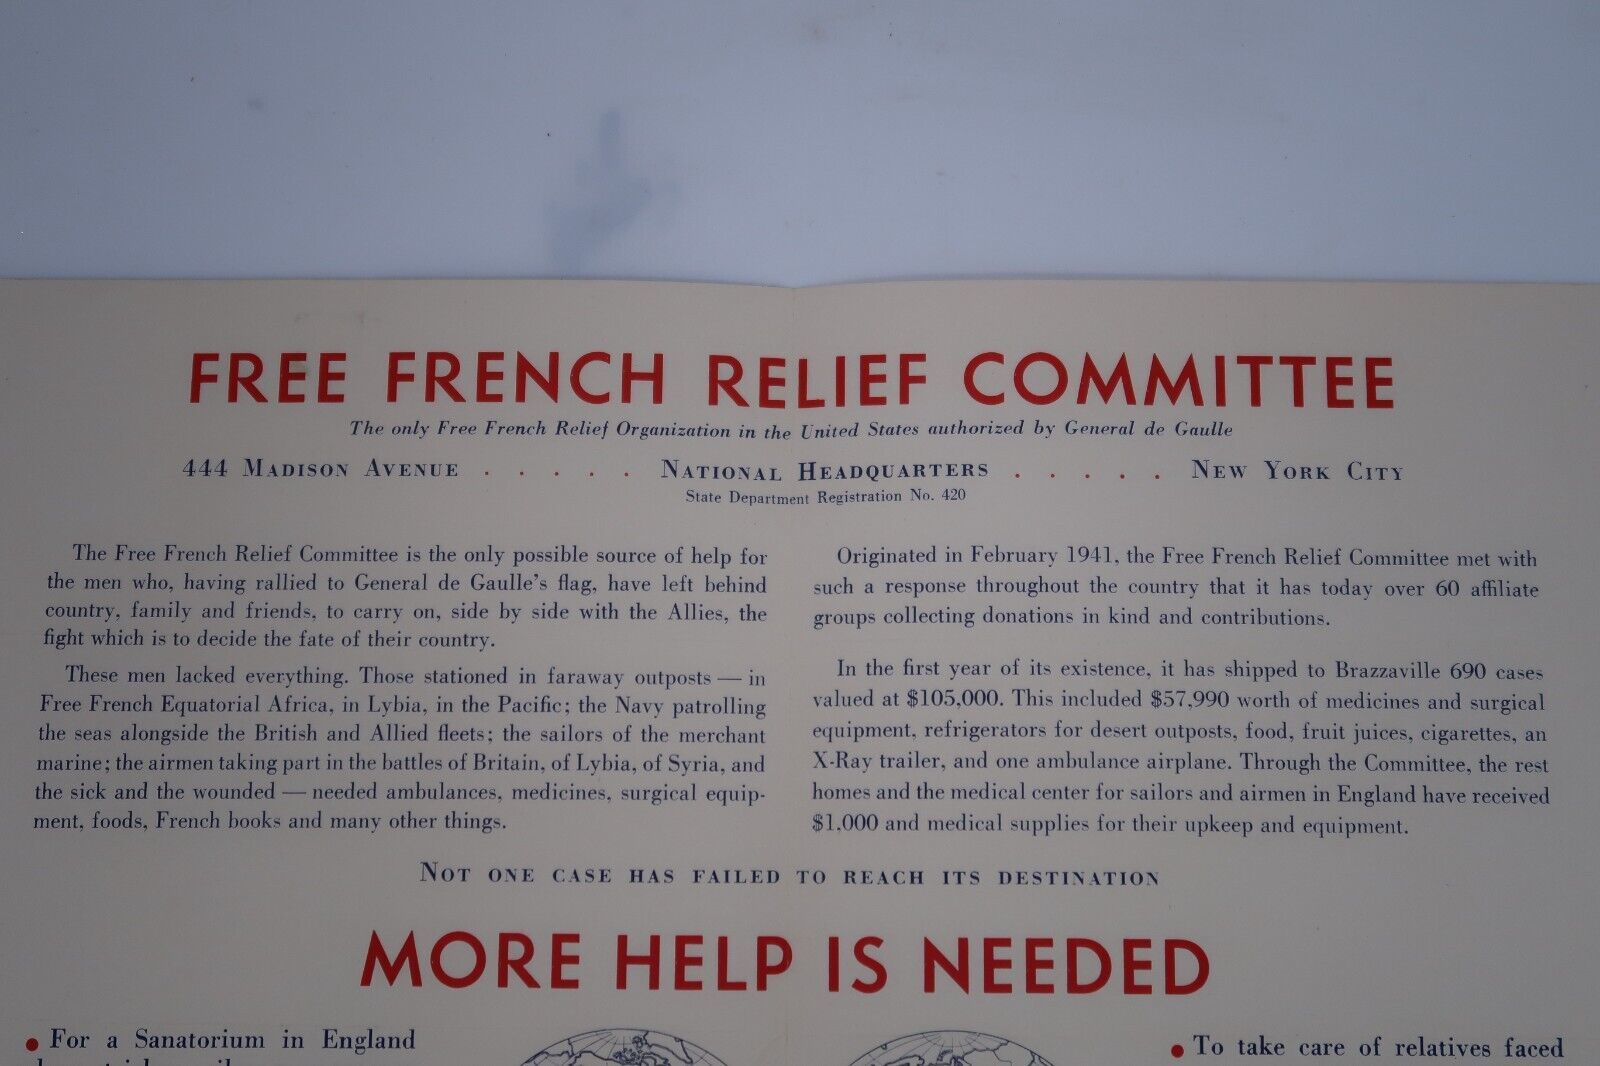 FREE FRENCH RELIEF COMMITTEE
The only Free French Relief Organization in the United States authorized by General de Gaulle
444 MADISON AVENUE . . . . . NATIONAL HEADQUARTERS . . . . . NEW YORK CITY
State Department Registration No. 420
The Free French Relief Committee is the only possible source of help for
the men who, having rallied to General de Gaulle's flag, have left behind
country, family and friends, to carry on, side by side with the Allies, the
fight which is to decide the fate of their country.
These men lacked everything. Those stationed in faraway outposts — in
Free French Equatorial Africa, in Lybia, in the Pacific; the Navy patrolling
the seas alongside the British and Allied fleets; the sailors of the merchant
marine; the airmen taking part in the battles of Britain, of Lybia, of Syria, and
the sick and the wounded — needed ambulances, medicines, surgical equip-
ment, foods, French books and many other things.
Originated in February 1941, the Free French Relief Committee met with
such a response throughout the country that it has today over 60 affiliate
groups collecting donations in kind and contributions.
In the first year of its existence, it has shipped to Brazzaville 690 cases
valued at $105,000. This included $57,990 worth of medicines and surgical
equipment, refrigerators for desert outposts, food, fruit juices, cigarettes, an
X-Ray trailer, and one ambulance airplane. Through the Committee, the rest
homes and the medical center for sailors and airmen in England have received
$1,000 and medical supplies for their upkeep and equipment.
NOT ONE CASE HAS FAILED TO REACH ITS DESTINATION
MORE HELP IS NEEDED
• For a Sanatorium in England
• To take care of relatives faced